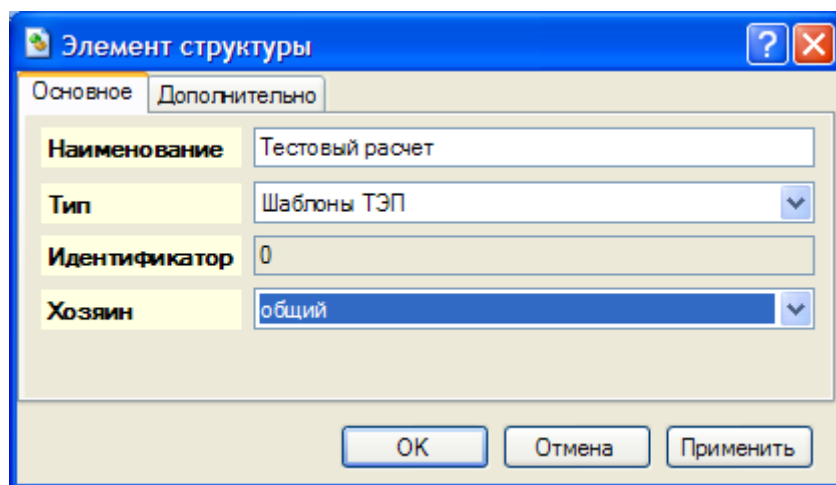 Элемент структуры
Основное Дополнительно
Наименование Тестовый расчет
Тип Шаблоны ТЭП
Идентификатор 0
Хозяин общий
OK Отмена Применить